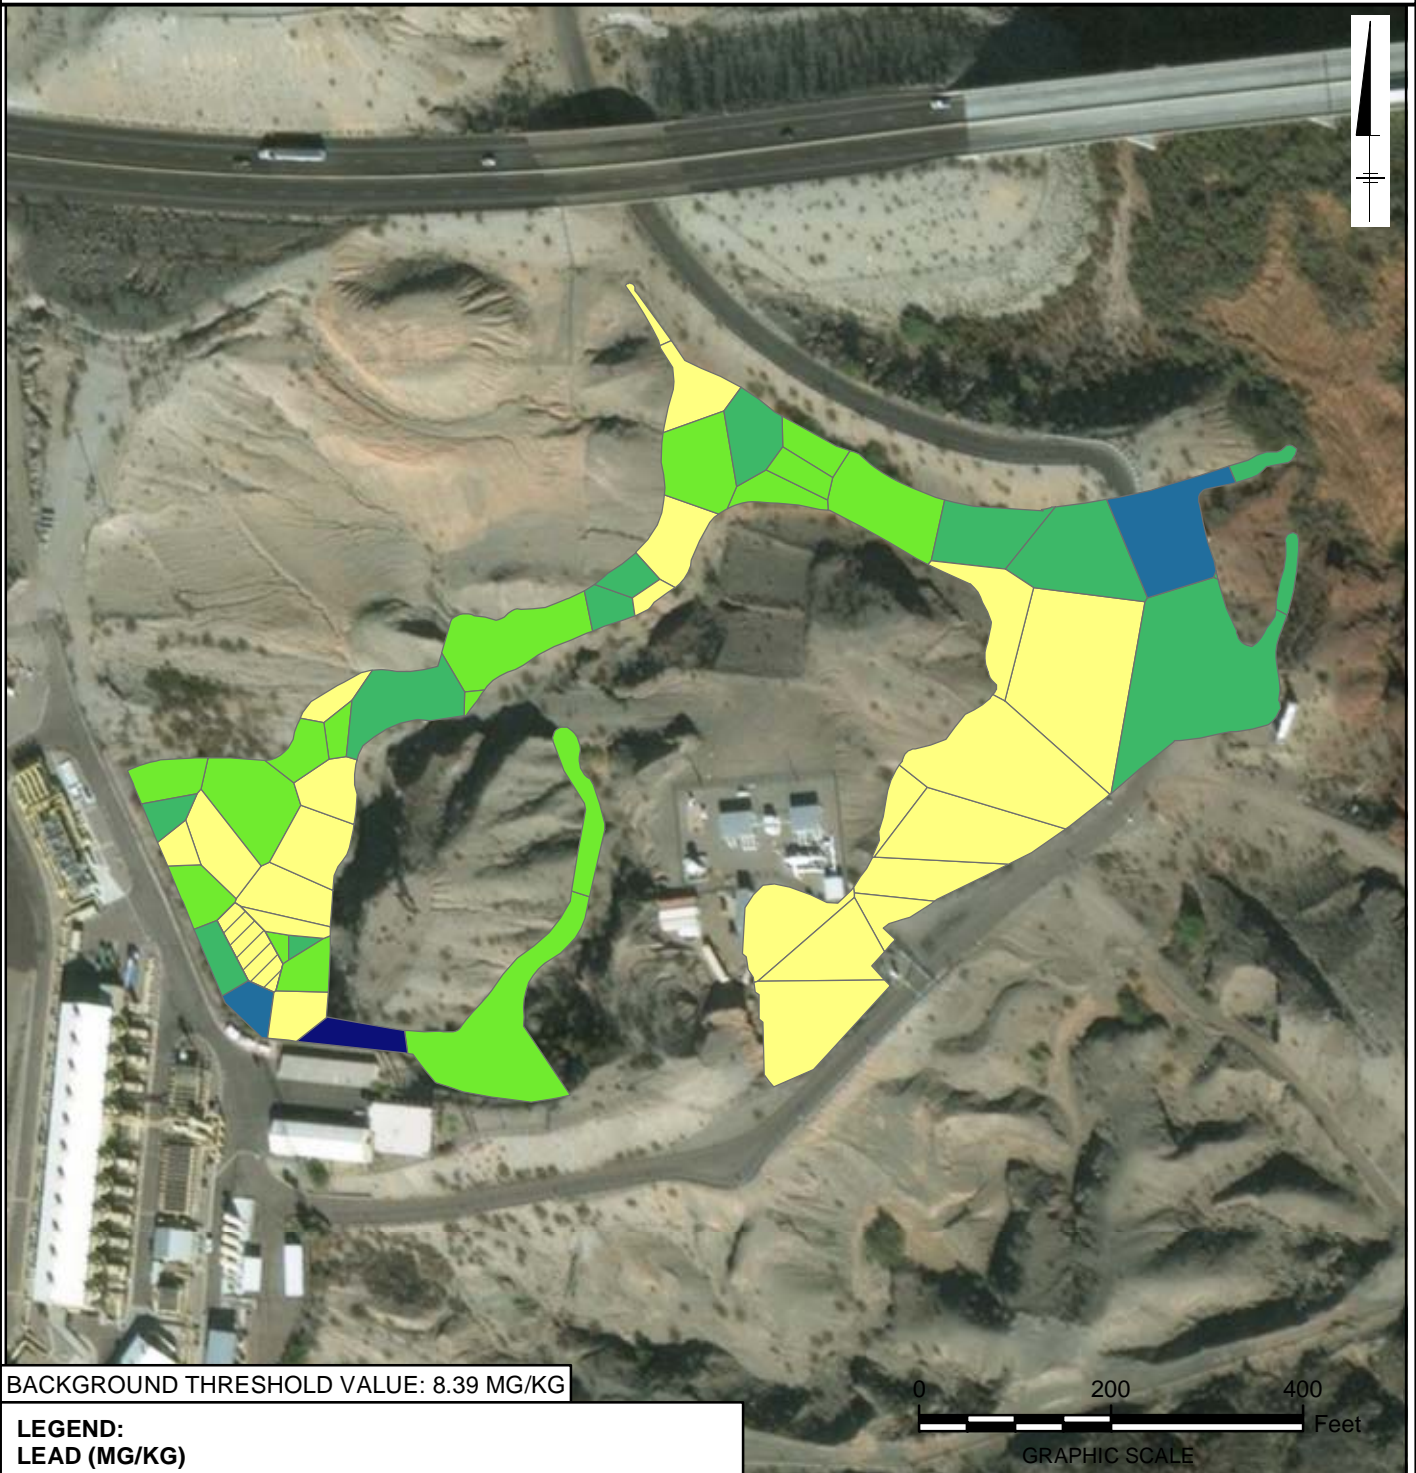 BACKGROUND THRESHOLD VALUE: 8.39 MG/KG
LEGEND:
LEAD (MG/KG)
0 200 400
Feet
GRAPHIC SCALE